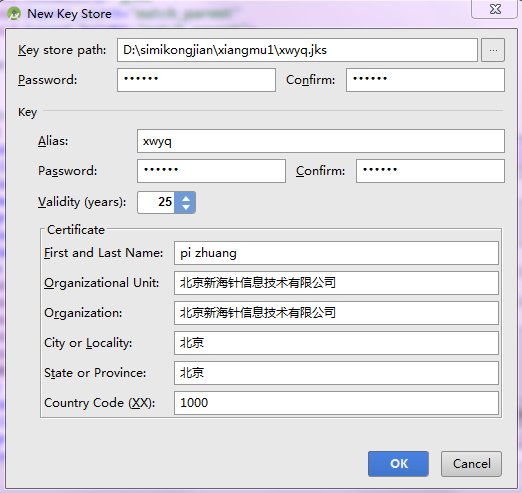 New Key Store
Key store path: D:\simikongjian\xiangmu1\xwyq.jks ...
Password: •••••• Confirm: ••••••
Key
Alias: xwyq
Password: •••••• Confirm: ••••••
Validity (years): 25
Certificate
First and Last Name: pi zhuang
Organizational Unit: 北京新海针信息技术有限公司
Organization: 北京新海针信息技术有限公司
City or Locality: 北京
State or Province: 北京
Country Code (XX): 1000
OK Cancel